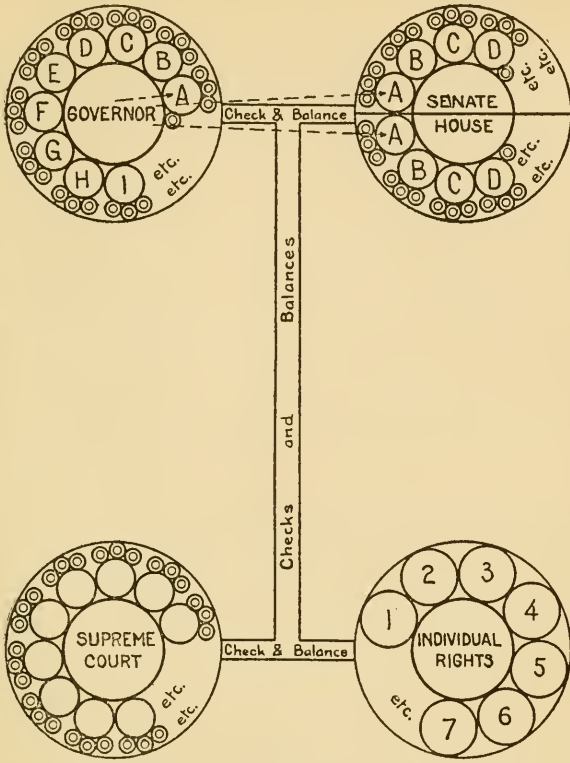 GOVERNOR
A
B
C
D
E
F
G
H
I
etc.
etc.
Check & Balance
SENATE
HOUSE
A
B
C
D
etc.
etc.
A
B
C
D
etc.
etc.
Checks and Balances
SUPREME
COURT
etc.
etc.
Check & Balance
INDIVIDUAL
RIGHTS
1
2
3
4
5
6
7
etc.